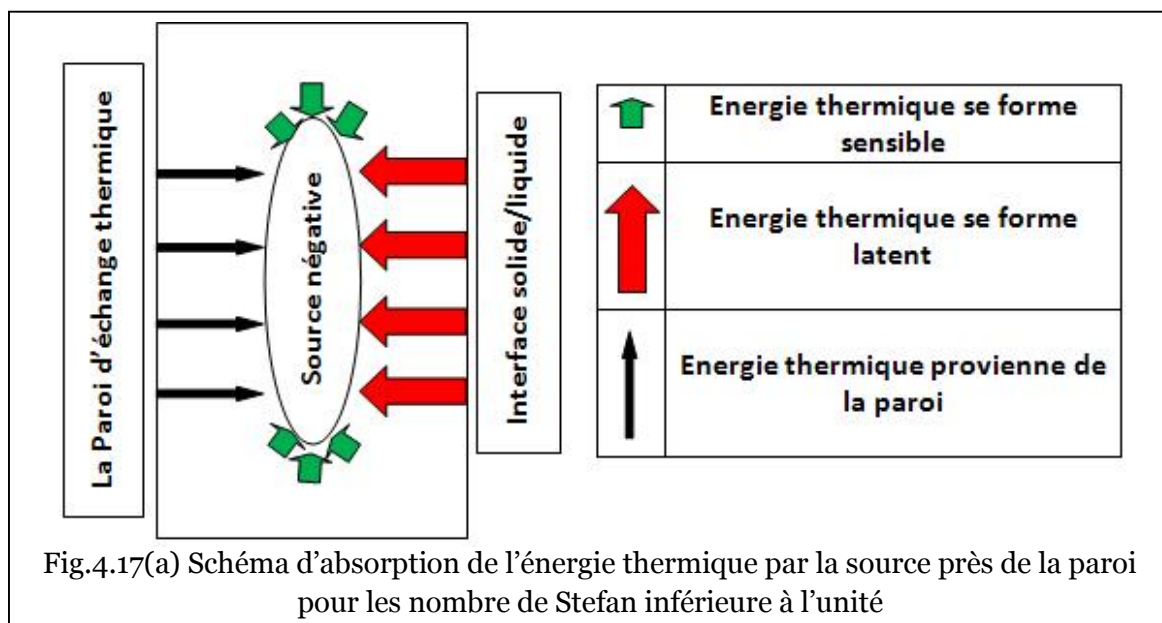 La Paroi d'échange thermique
Source négative
Interface solide/liquide
Energie thermique se forme
sensible
Energie thermique se forme
latent
Energie thermique provienne de
la paroi
Fig.4.17(a) Schéma d'absorption de l'énergie thermique par la source près de la paroi
pour les nombre de Stefan inférieure à l'unité